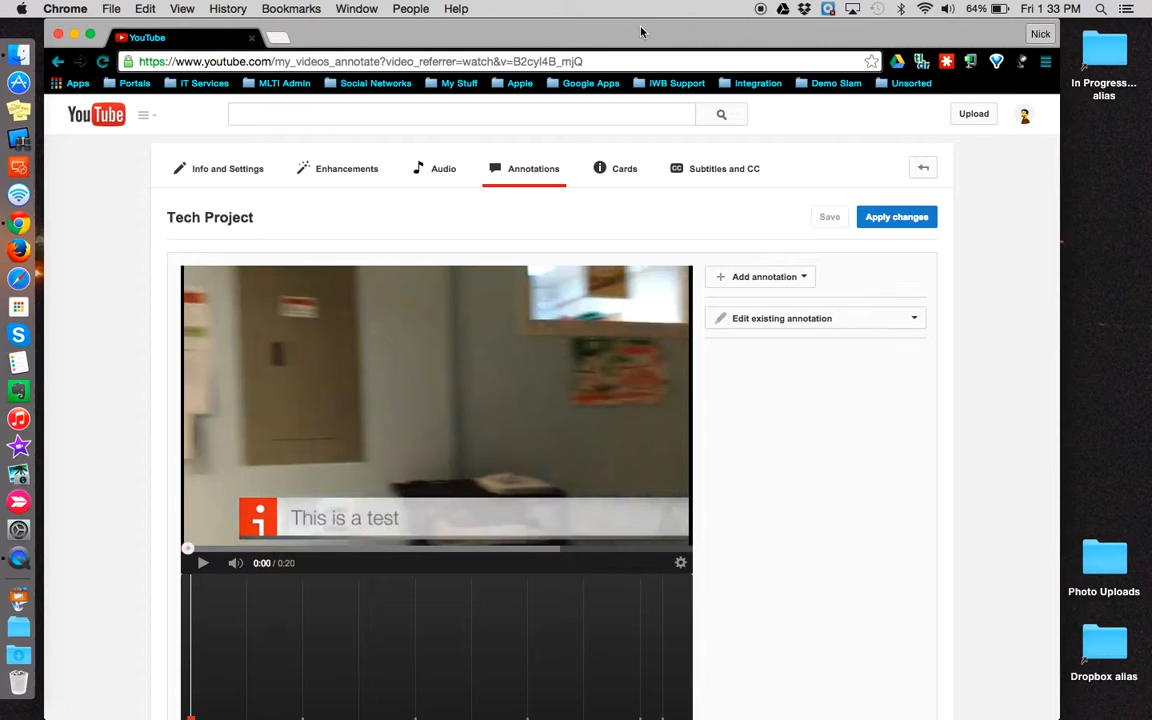 Chrome File Edit View History Bookmarks Window People Help 64% Fri 1:33 PM
YouTube Nick
https://www.youtube.com/my_videos_annotate?video_referrer=watch&v=B2cyl4B_mjQ
Apps Portals IT Services MLTI Admin Social Networks My Stuff Apple Google Apps IWB Support Integration Demo Slam Unsorted
In Progress... alias
YouTube Upload
Info and Settings Enhancements Audio Annotations Cards CC Subtitles and CC
Tech Project Save Apply changes
Add annotation
Edit existing annotation
This is a test
0:00 / 0:20
Photo Uploads
Dropbox alias